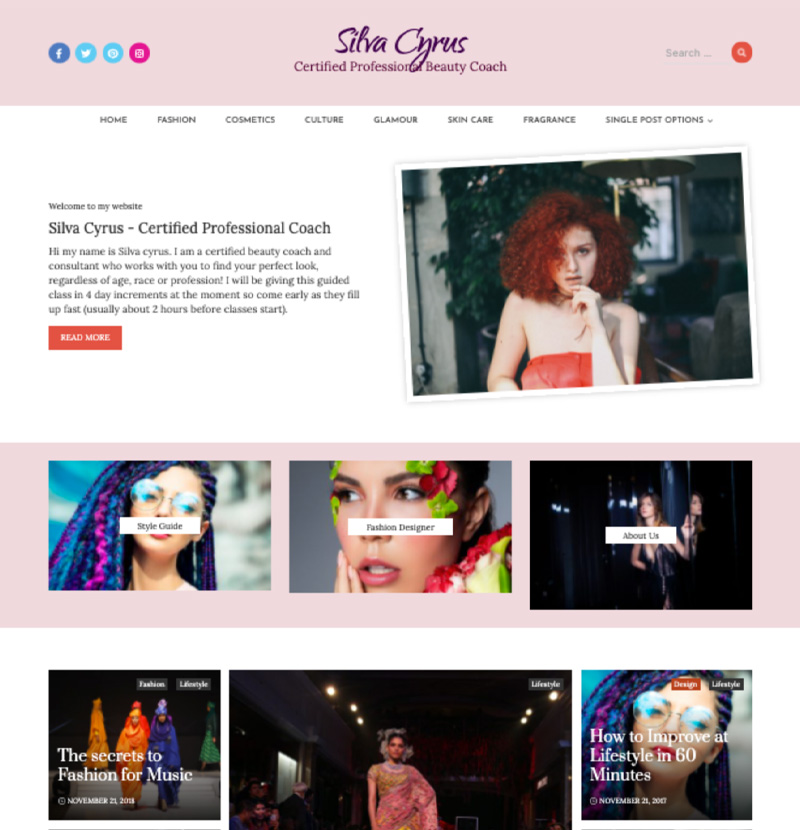 Silva Cyrus
Certified Professional Beauty Coach
Search ...
HOME FASHION COSMETICS CULTURE GLAMOUR SKIN CARE FRAGRANCE SINGLE POST OPTIONS
Welcome to my website
Silva Cyrus - Certified Professional Coach
Hi my name is Silva cyrus. I am a certified beauty coach and
consultant who works with you to find your perfect look,
regardless of age, race or profession! I will be giving this guided
class in 4 day increments at the moment so come early as they fill
up fast (usually about 2 hours before classes start).
READ MORE
Style Guide
Fashion Designer
About Us
Fashion Lifestyle
The secrets to
Fashion for Music
NOVEMBER 21, 2018
Lifestyle
Design Lifestyle
How to Improve at
Lifestyle in 60
Minutes
NOVEMBER 21, 2017